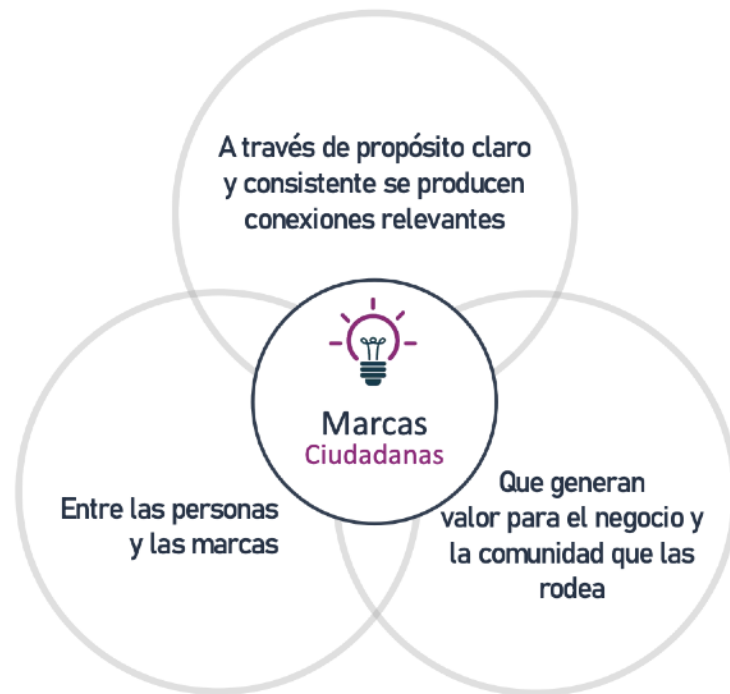 A través de propósito claro
y consistente se producen
conexiones relevantes
Marcas
Ciudadanas
Entre las personas
y las marcas
Que generan
valor para el negocio y
la comunidad que las
rodea